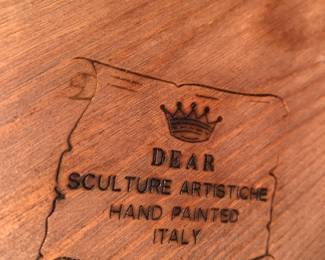 DEAR
SCULTURE ARTISTICHE
HAND PAINTED
ITALY